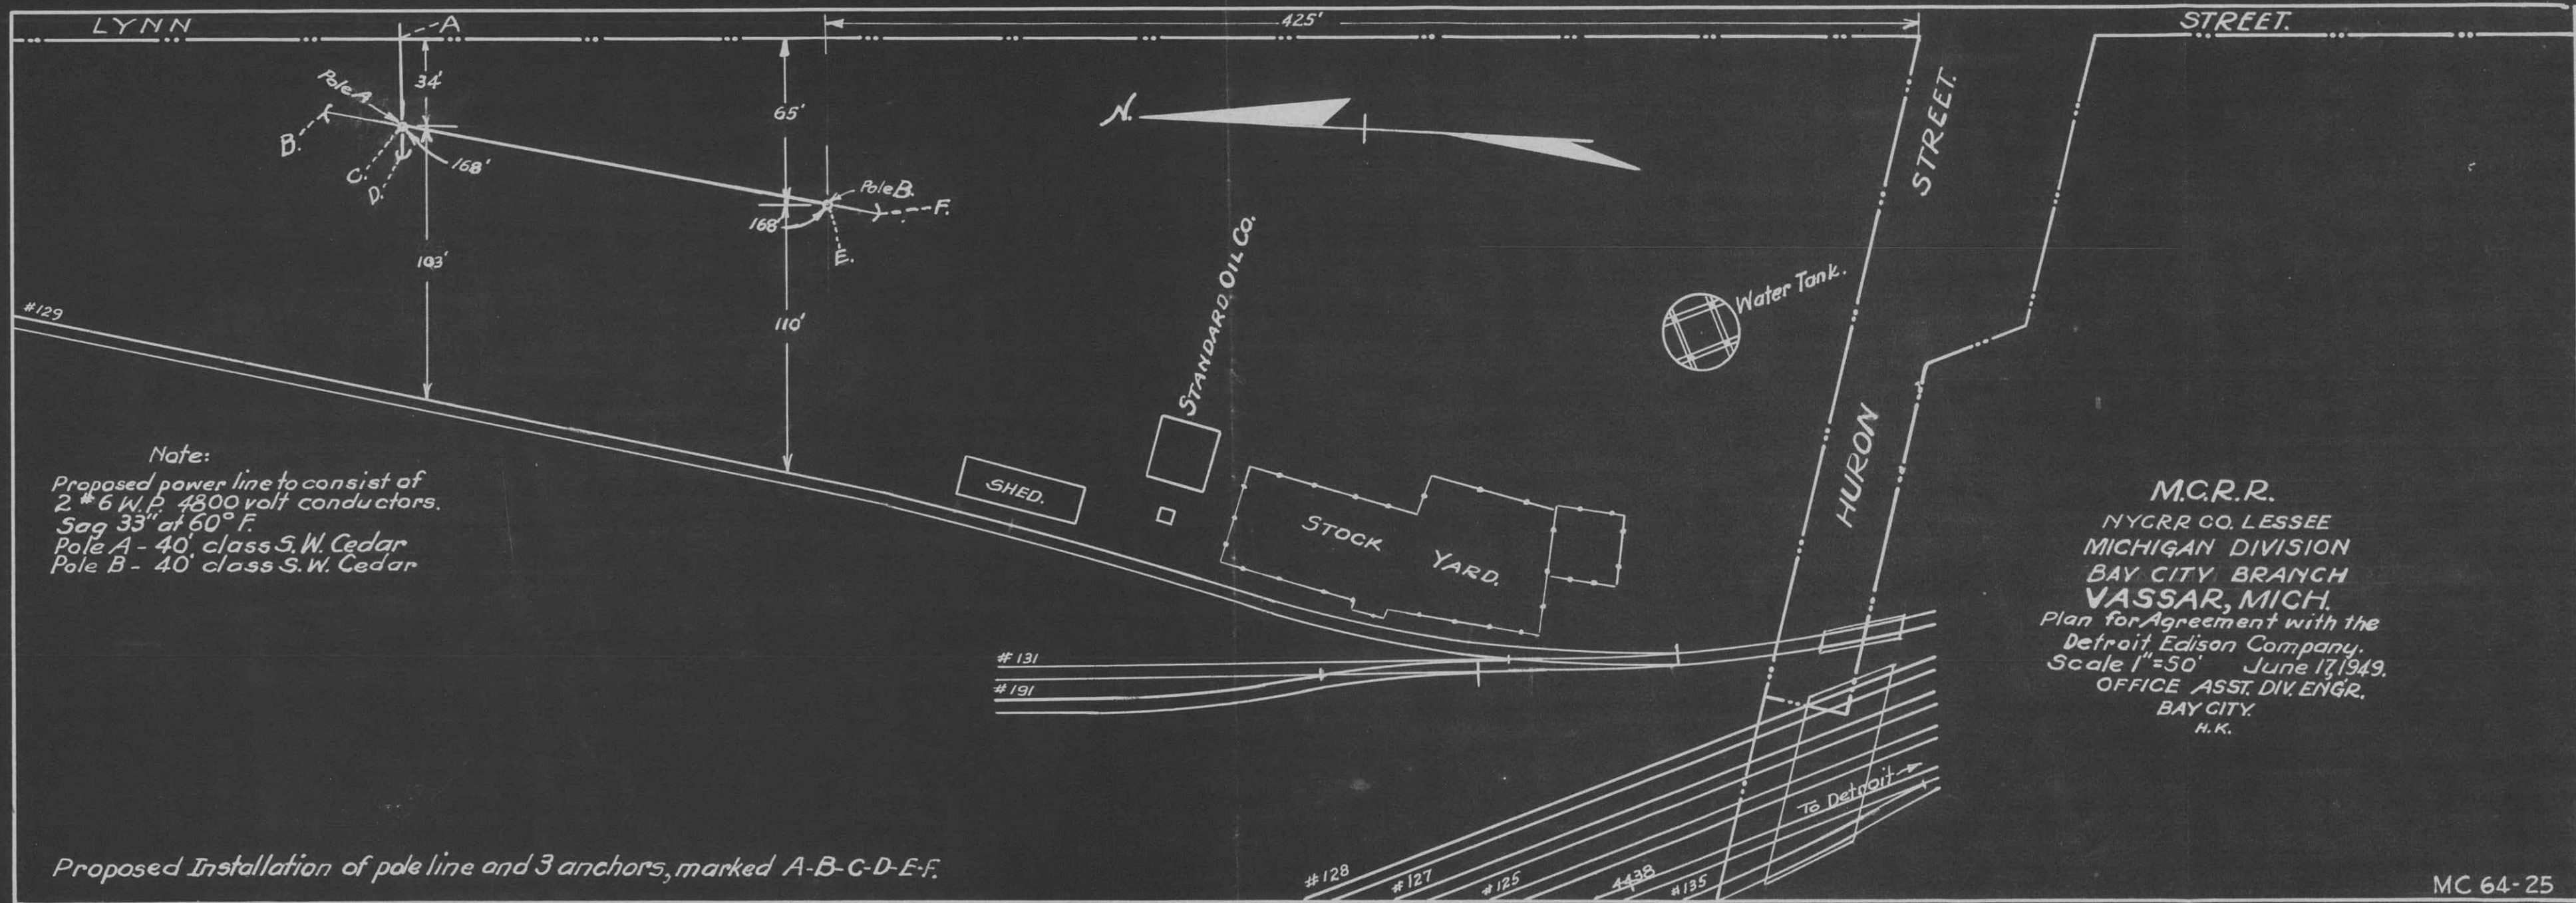 LYNN
A
425'
STREET.
Pole A
34'
65'
N.
B.
C.
D.
168'
Pole B.
F.
168'
E.
103'
110'
#129
STANDARD OIL CO.
Water Tank.
HURON STREET.
SHED.
STOCK YARD.
Note:
Proposed power line to consist of
2 #6 W.P. 4800 volt conductors.
Sag 33" at 60° F.
Pole A - 40' class S.W. Cedar
Pole B - 40' class S.W. Cedar
#131
#191
M.C.R.R.
NYCRR CO. LESSEE
MICHIGAN DIVISION
BAY CITY BRANCH
VASSAR, MICH.
Plan for Agreement with the
Detroit Edison Company.
Scale 1"=50' June 17, 1949.
OFFICE ASST. DIV. ENGR.
BAY CITY.
H.K.
To Detroit
#128
#127
#125
4438
#135
Proposed Installation of pole line and 3 anchors, marked A-B-C-D-E-F.
MC 64-25